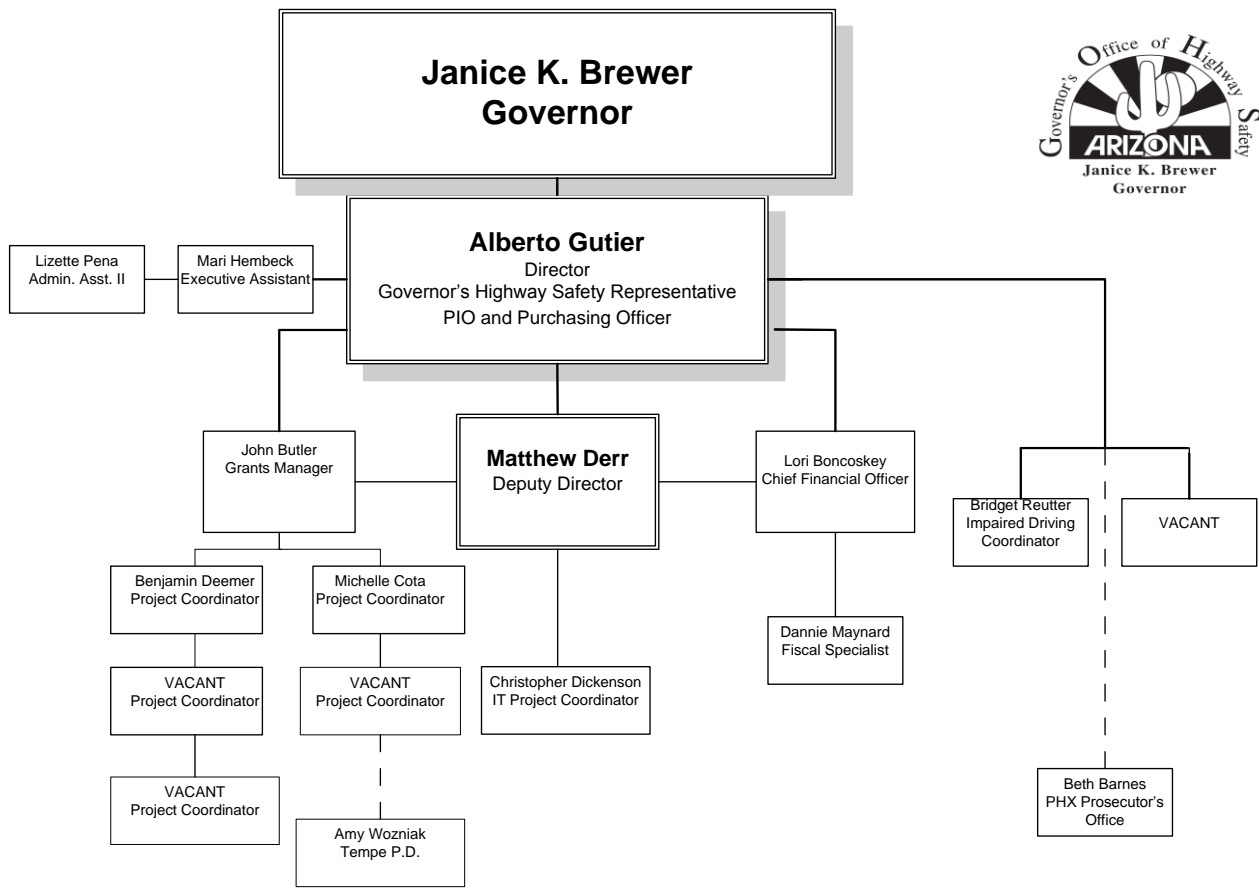 Janice K. Brewer
Governor
Governor's Office of Highway Safety
ARIZONA
Janice K. Brewer
Governor
Alberto Gutier
Director
Governor's Highway Safety Representative
PIO and Purchasing Officer
Lizette Pena
Admin. Asst. II
Mari Hembeck
Executive Assistant
John Butler
Grants Manager
Matthew Derr
Deputy Director
Lori Boncoskey
Chief Financial Officer
Bridget Reutter
Impaired Driving
Coordinator
VACANT
Benjamin Deemer
Project Coordinator
Michelle Cota
Project Coordinator
Dannie Maynard
Fiscal Specialist
VACANT
Project Coordinator
VACANT
Project Coordinator
Christopher Dickenson
IT Project Coordinator
VACANT
Project Coordinator
Amy Wozniak
Tempe P.D.
Beth Barnes
PHX Prosecutor's
Office